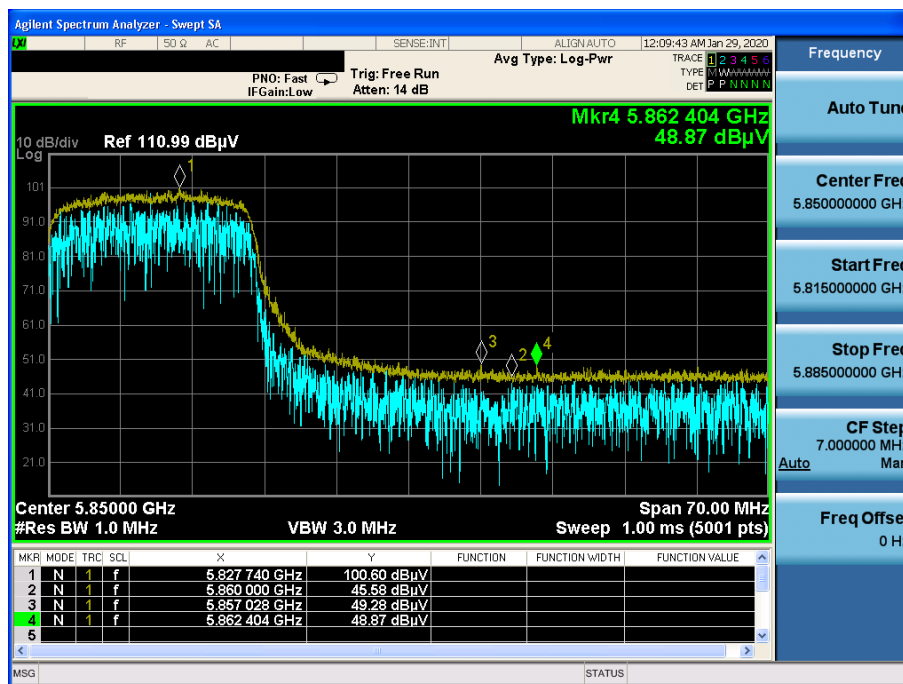 Agilent Spectrum Analyzer - Swept SA
LXI RF 50 Ω AC SENSE:INT ALIGN AUTO 12:09:43 AM Jan 29, 2020
Avg Type: Log-Pwr
TRACE 1 2 3 4 5 6
PNO: Fast Trig: Free Run
TYPE M W W W W W
IFGain:Low Atten: 14 dB
DET P P N N N N
Mkr4 5.862 404 GHz
48.87 dBµV
10 dB/div Ref 110.99 dBµV
Log
1
101
91.0
81.0
71.0
61.0
51.0
3
2
4
41.0
31.0
21.0
Center 5.85000 GHz Span 70.00 MHz
#Res BW 1.0 MHz VBW 3.0 MHz Sweep 1.00 ms (5001 pts)
MKR MODE TRC SCL X Y FUNCTION FUNCTION WIDTH FUNCTION VALUE
1 N 1 f 5.827 740 GHz 100.60 dBµV
2 N 1 f 5.860 000 GHz 45.58 dBµV
3 N 1 f 5.857 028 GHz 49.28 dBµV
4 N 1 f 5.862 404 GHz 48.87 dBµV
5
MSG STATUS
Frequency
Auto Tune
Center Freq
5.850000000 GH
Start Freq
5.815000000 GH
Stop Freq
5.885000000 GH
CF Step
7.000000 MH
Auto Man
Freq Offse
0 H